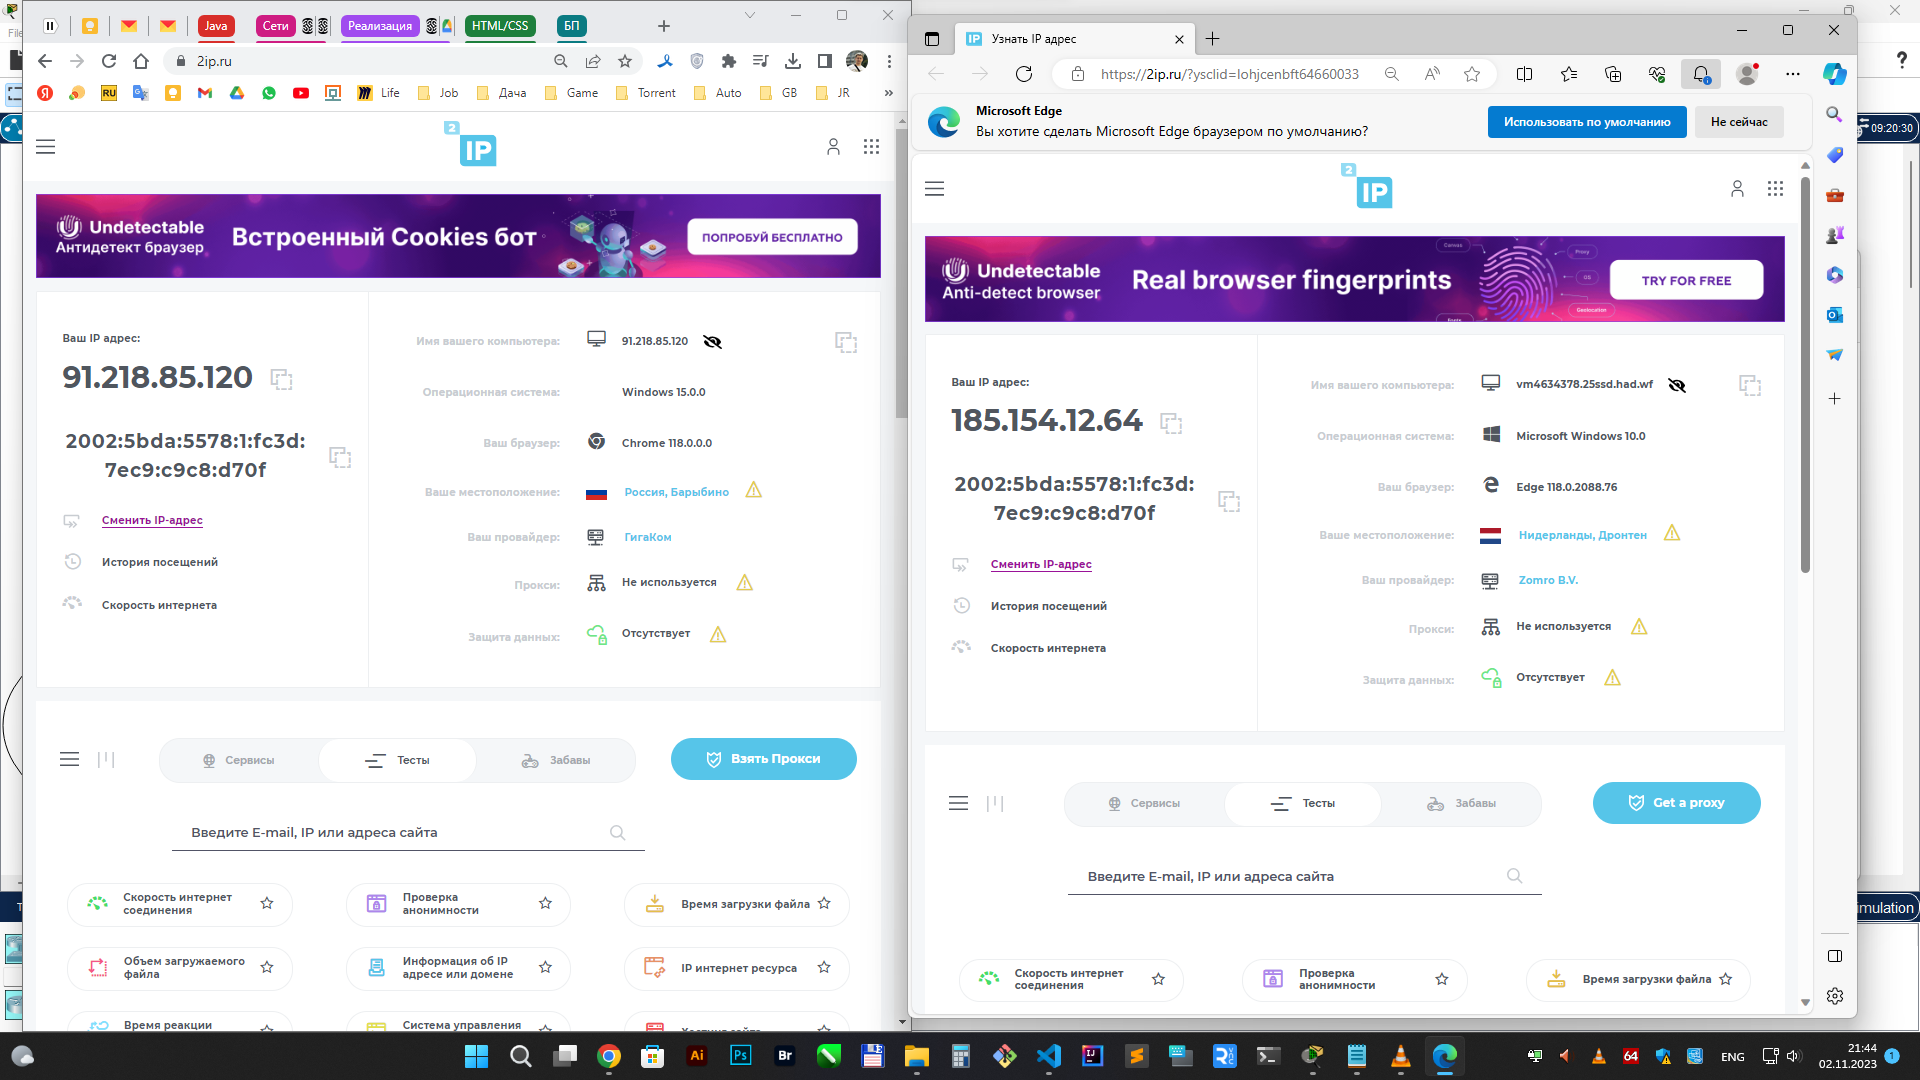 Java
Сети
Реализация
HTML/CSS
БП
2ip.ru
Life
Job
Дача
Game
Torrent
Auto
GB
JR
2
IP
Undetectable
Антидетект браузер
Встроенный Cookies бот
ПОПРОБУЙ БЕСПЛАТНО
Ваш IP адрес:
91.218.85.120
2002:5bda:5578:1:fc3d:
7ec9:c9c8:d70f
Сменить IP-адрес
История посещений
Скорость интернета
Имя вашего компьютера:
91.218.85.120
Операционная система:
Windows 15.0.0
Ваш браузер:
Chrome 118.0.0.0
Ваше местоположение:
Россия, Барыбино
Ваш провайдер:
ГигаКом
Прокси:
Не используется
Защита данных:
Отсутствует
Сервисы
Тесты
Забавы
Взять Прокси
Введите E-mail, IP или адреса сайта
Скорость интернет
соединения
Проверка
анонимности
Время загрузки файла
Объем загружаемого
файла
Информация об IP
адресе или домене
IP интернет ресурса
Время реакции
Система управления
Узнать IP адрес
https://2ip.ru/?ysclid=lohjcenbft64660033
Microsoft Edge
Вы хотите сделать Microsoft Edge браузером по умолчанию?
Использовать по умолчанию
Не сейчас
2
IP
Undetectable
Anti-detect browser
Real browser fingerprints
TRY FOR FREE
Ваш IP адрес:
185.154.12.64
2002:5bda:5578:1:fc3d:
7ec9:c9c8:d70f
Сменить IP-адрес
История посещений
Скорость интернета
Имя вашего компьютера:
vm4634378.25ssd.had.wf
Операционная система:
Microsoft Windows 10.0
Ваш браузер:
Edge 118.0.2088.76
Ваше местоположение:
Нидерланды, Дронтен
Ваш провайдер:
Zomro B.V.
Прокси:
Не используется
Защита данных:
Отсутствует
Сервисы
Тесты
Забавы
Get a proxy
Введите E-mail, IP или адреса сайта
Скорость интернет
соединения
Проверка
анонимности
Время загрузки файла
09:20:30
imulation
64
ENG
21:44
02.11.2023
1